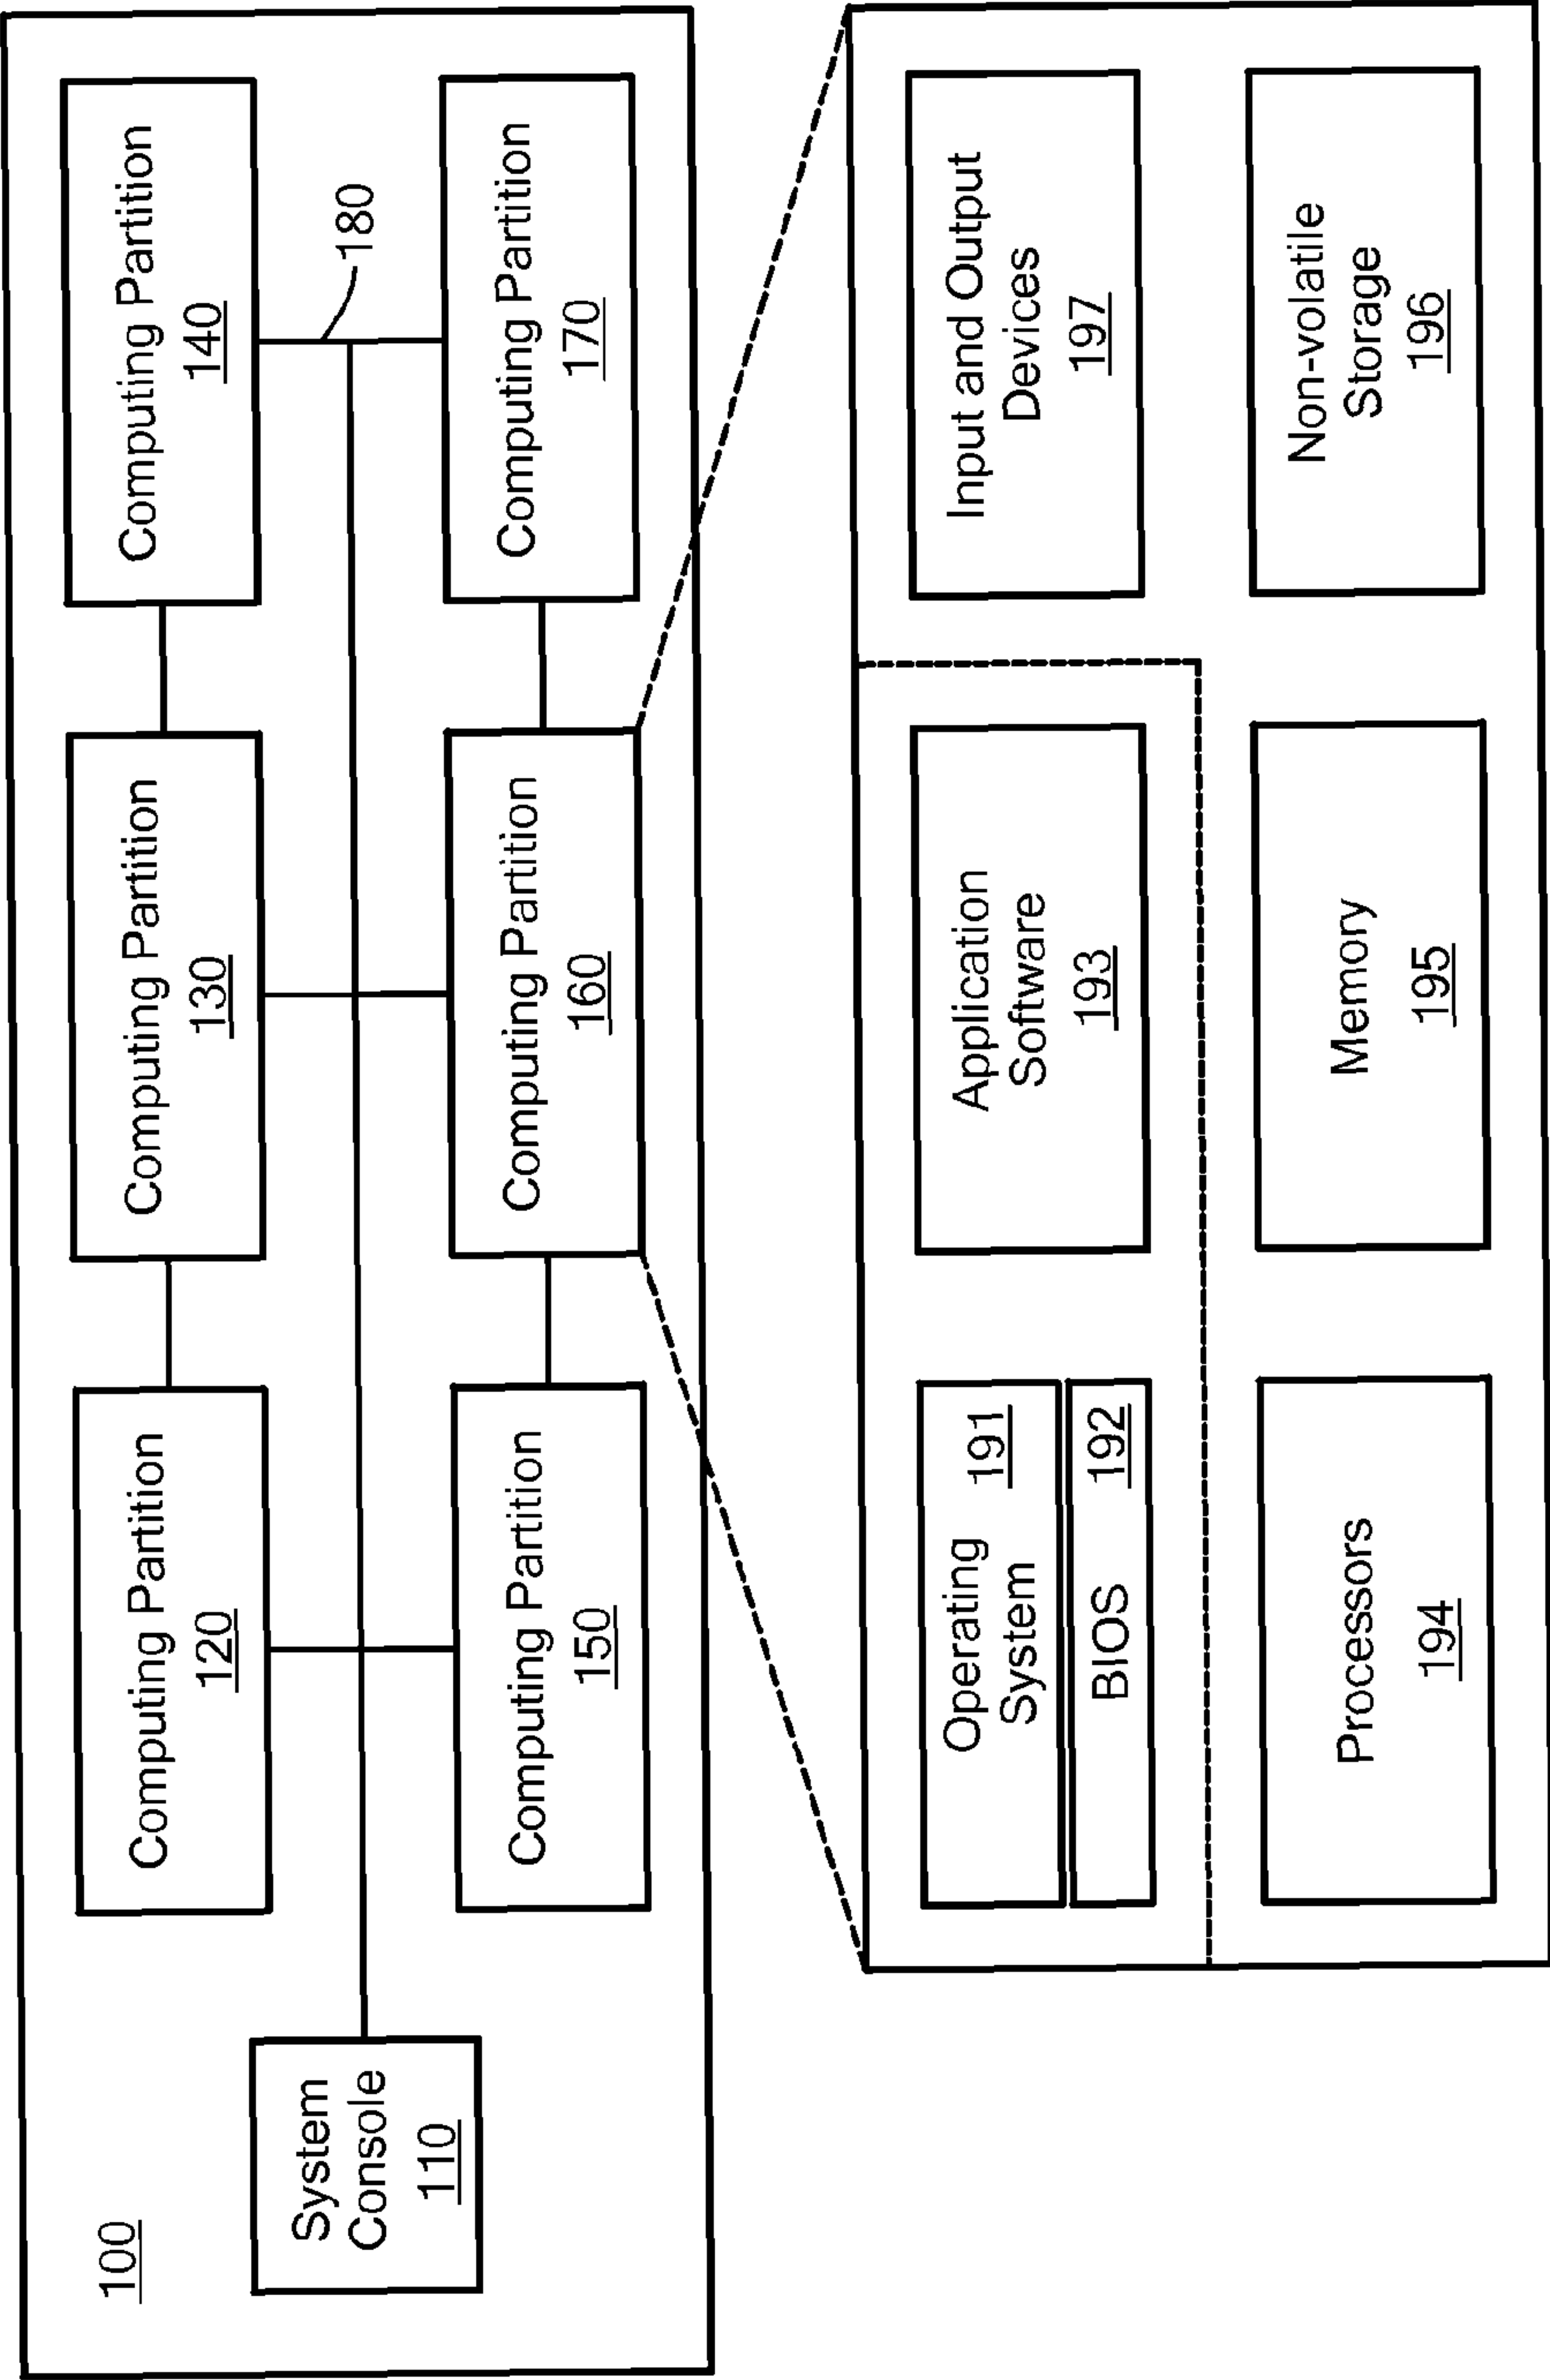 100
System
Console
110
Computing Partition
120
Computing Partition
130
Computing Partition
140
180
Computing Partition
150
Computing Partition
160
Computing Partition
170
Operating
System
191
BIOS 192
Application
Software
193
Input and Output
Devices
197
Processors
194
Memory
195
Non-volatile
Storage
196